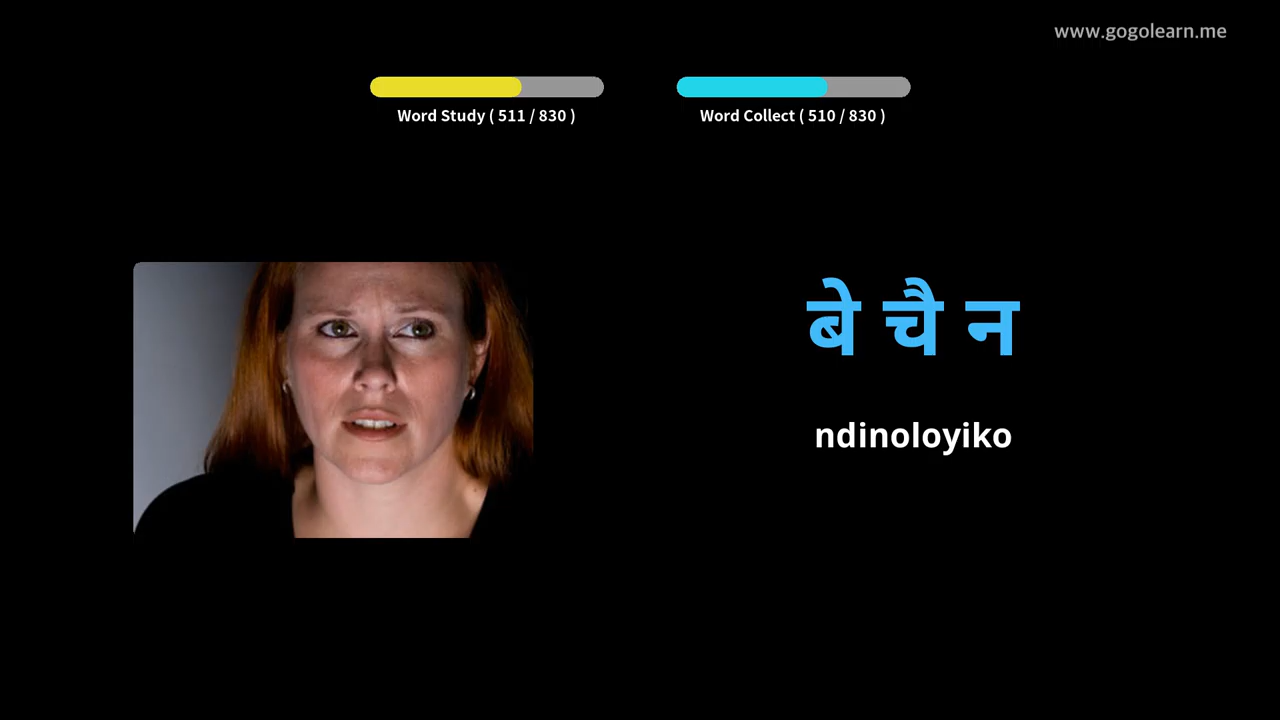 www.gogolearn.me
Word Study ( 511 / 830 )
Word Collect ( 510 / 830 )
बे चै न
ndinoloyiko